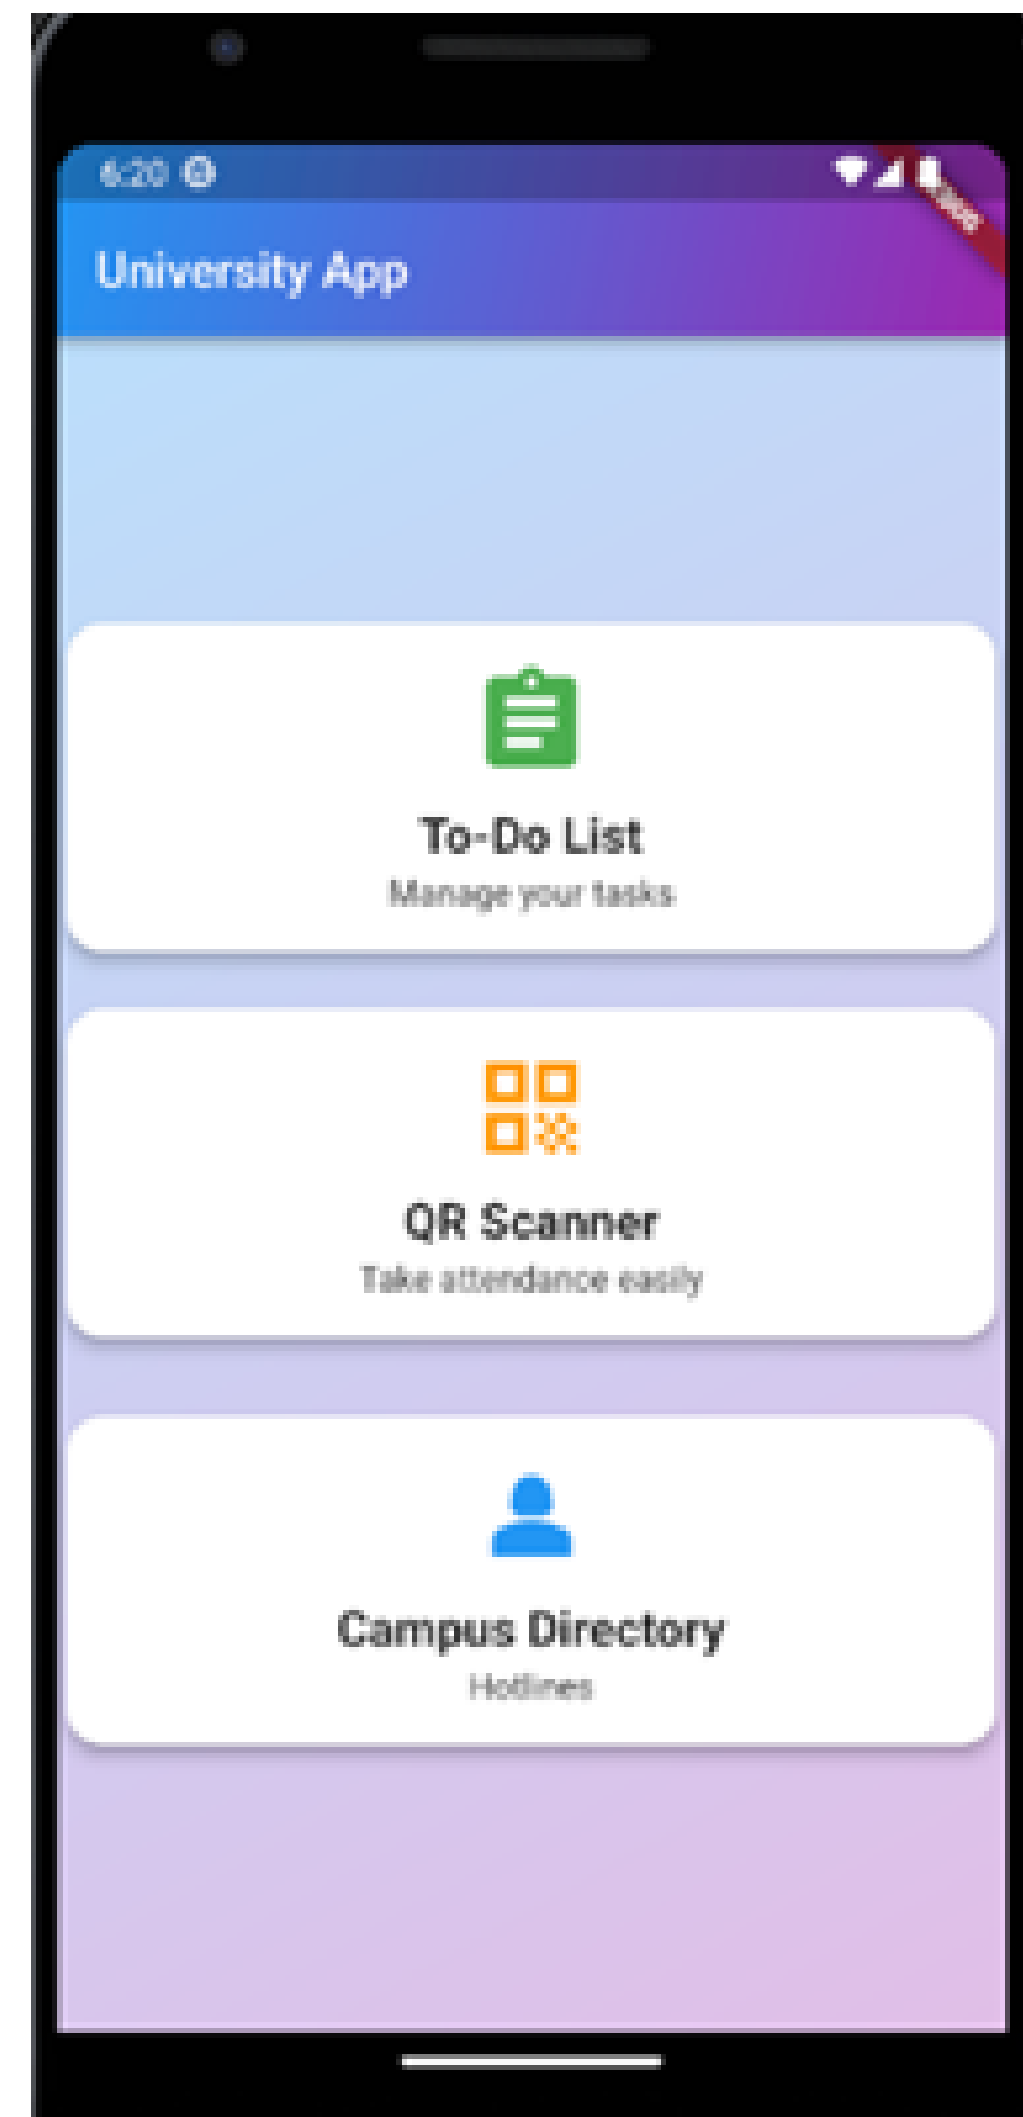 6:20
University App
To-Do List
Manage your tasks
QR Scanner
Take attendance easily
Campus Directory
Hotlines